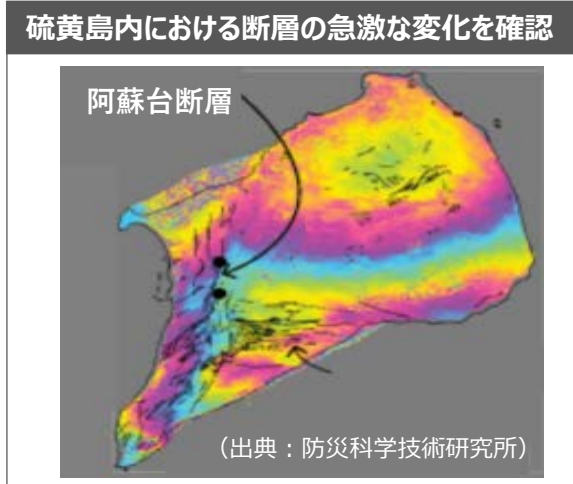 硫黄島内における断層の急激な変化を確認
阿蘇台断層
（出典：防災科学技術研究所）